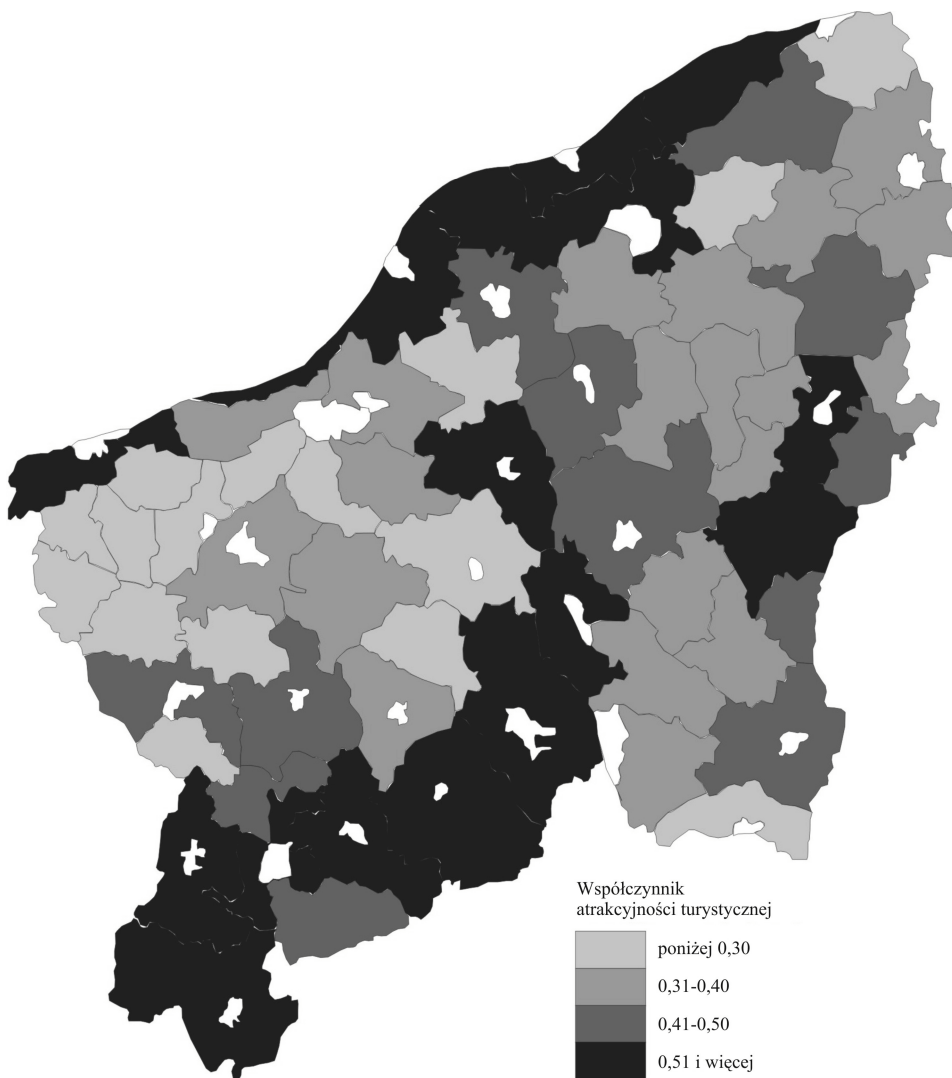 Współczynnik
atrakcyjności turystycznej
poniżej 0,30
0,31-0,40
0,41-0,50
0,51 i więcej